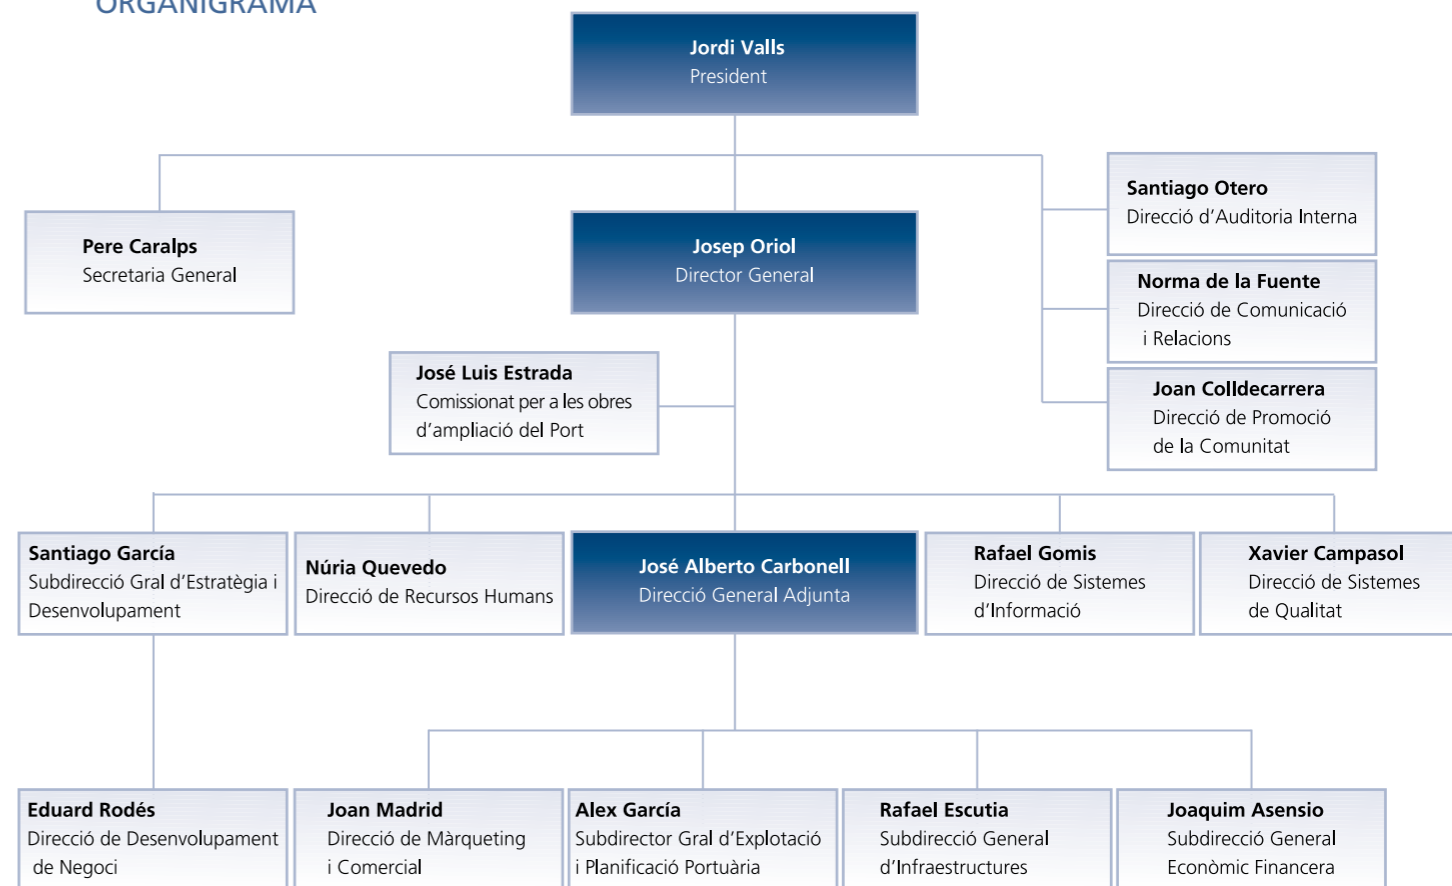 ORGANIGRAMA
Jordi Valls
President
Pere Caralps
Secretaria General
Josep Oriol
Director General
Santiago Otero
Direcció d'Auditoria Interna
Norma de la Fuente
Direcció de Comunicació
i Relacions
Joan Colldecarrera
Direcció de Promoció
de la Comunitat
José Luis Estrada
Comissionat per a les obres
d'ampliació del Port
Santiago García
Subdirecció Gral d'Estratègia i
Desenvolupament
Núria Quevedo
Direcció de Recursos Humans
José Alberto Carbonell
Direcció General Adjunta
Rafael Gomis
Direcció de Sistemes
d'Informació
Xavier Campasol
Direcció de Sistemes
de Qualitat
Eduard Rodés
Direcció de Desenvolupament
de Negoci
Joan Madrid
Direcció de Màrqueting
i Comercial
Alex García
Subdirector Gral d'Explotació
i Planificació Portuària
Rafael Escutia
Subdirecció General
d'Infraestructures
Joaquim Asensio
Subdirecció General
Econòmic Financera